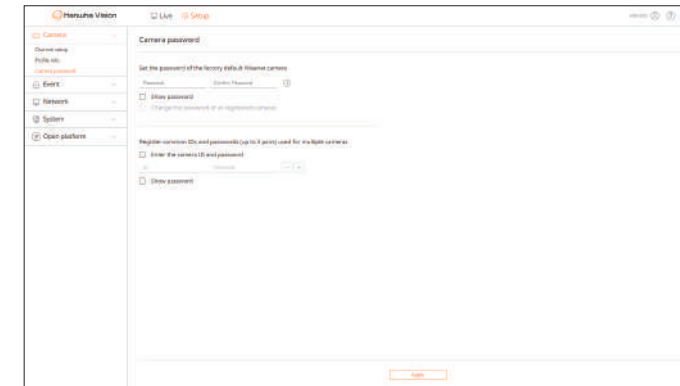 Hanwha Vision
Live
Setup
Camera
Channel setup
Profile info.
Camera password
Event
Network
System
Open platform
Camera password
Set the password of the factory default Wisenet camera
Password
Confirm Password
Show password
Change the password of all registered cameras
Register common IDs and passwords (up to 3 pairs) used for multiple cameras
Enter the camera ID and password
ID
Password
Show password
Apply